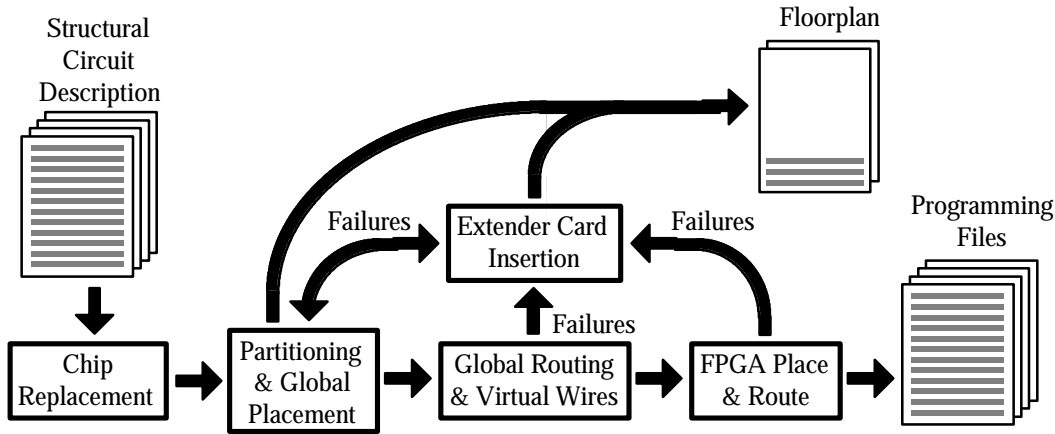 Structural
Circuit
Description
Floorplan
Programming
Files
Failures
Extender Card
Insertion
Failures
Failures
Chip
Replacement
Partitioning
& Global
Placement
Global Routing
& Virtual Wires
FPGA Place
& Route